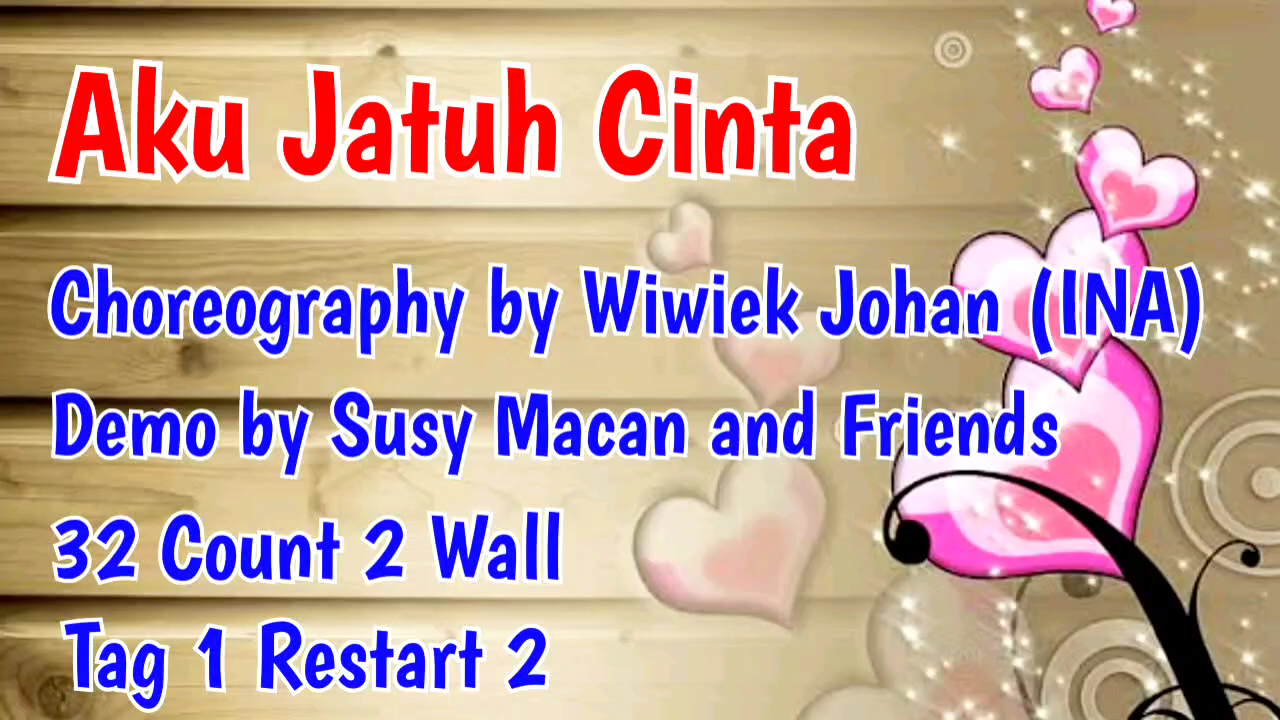 Aku Jatuh Cinta
Choreography by Wiwiek Johan (INA)
Demo by Susy Macan and Friends
32 Count 2 Wall
Tag 1 Restart 2